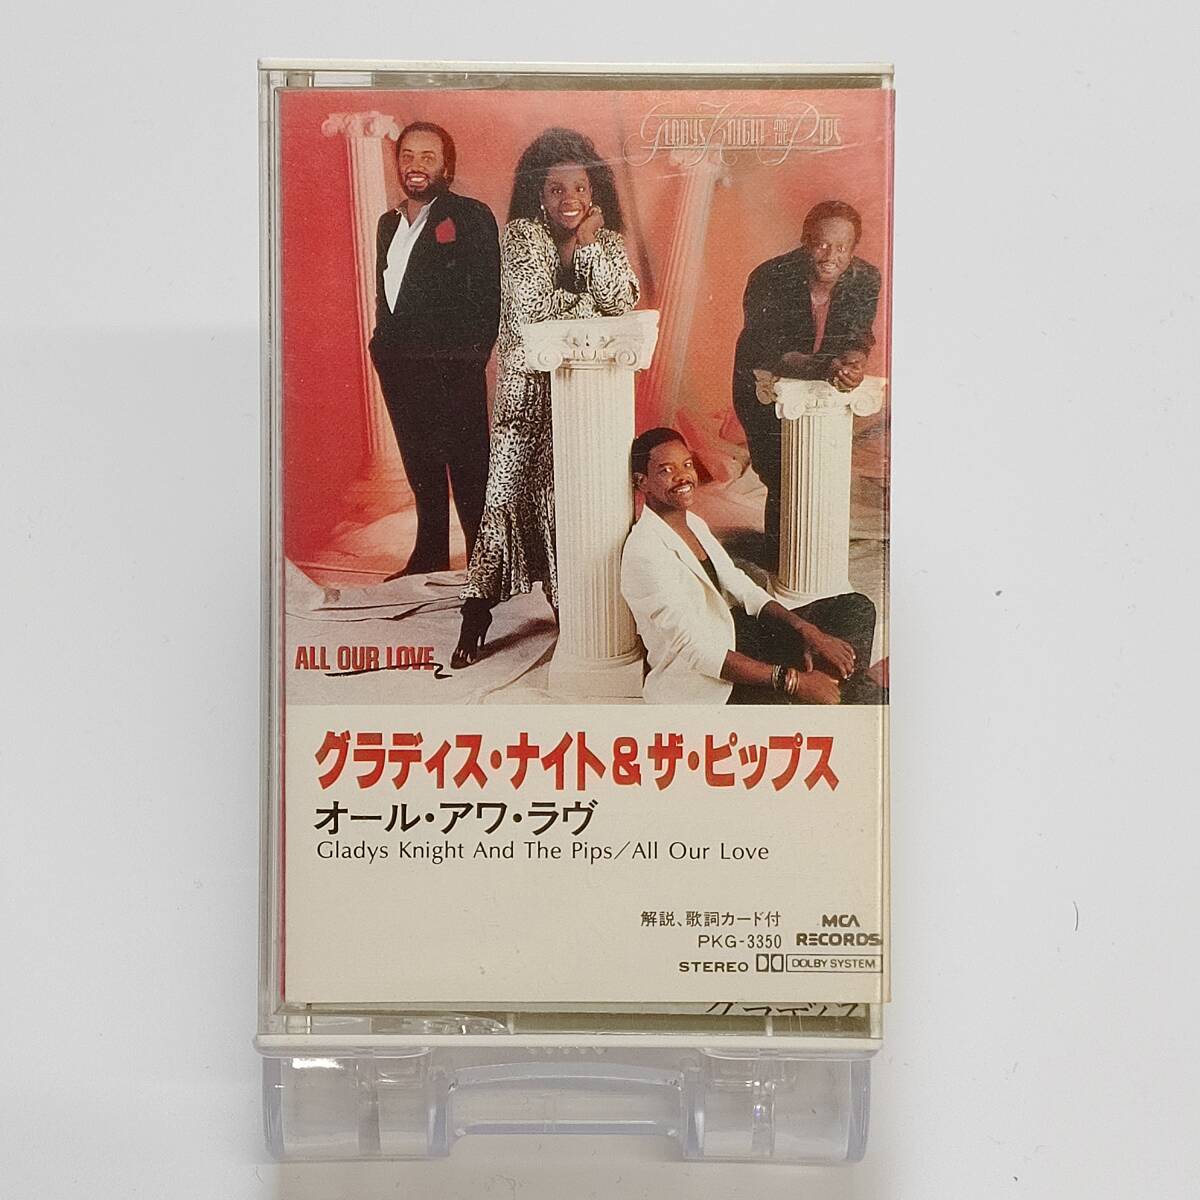 GLADYS KNIGHT AND THE PIPS
ALL OUR LOVE
グラディス・ナイト&ザ・ピップス
オール・アワ・ラヴ
Gladys Knight And The Pips/All Our Love
解説、歌詞カード付
PKG-3350
MCA RECORDS
STEREO DOLBY SYSTEM